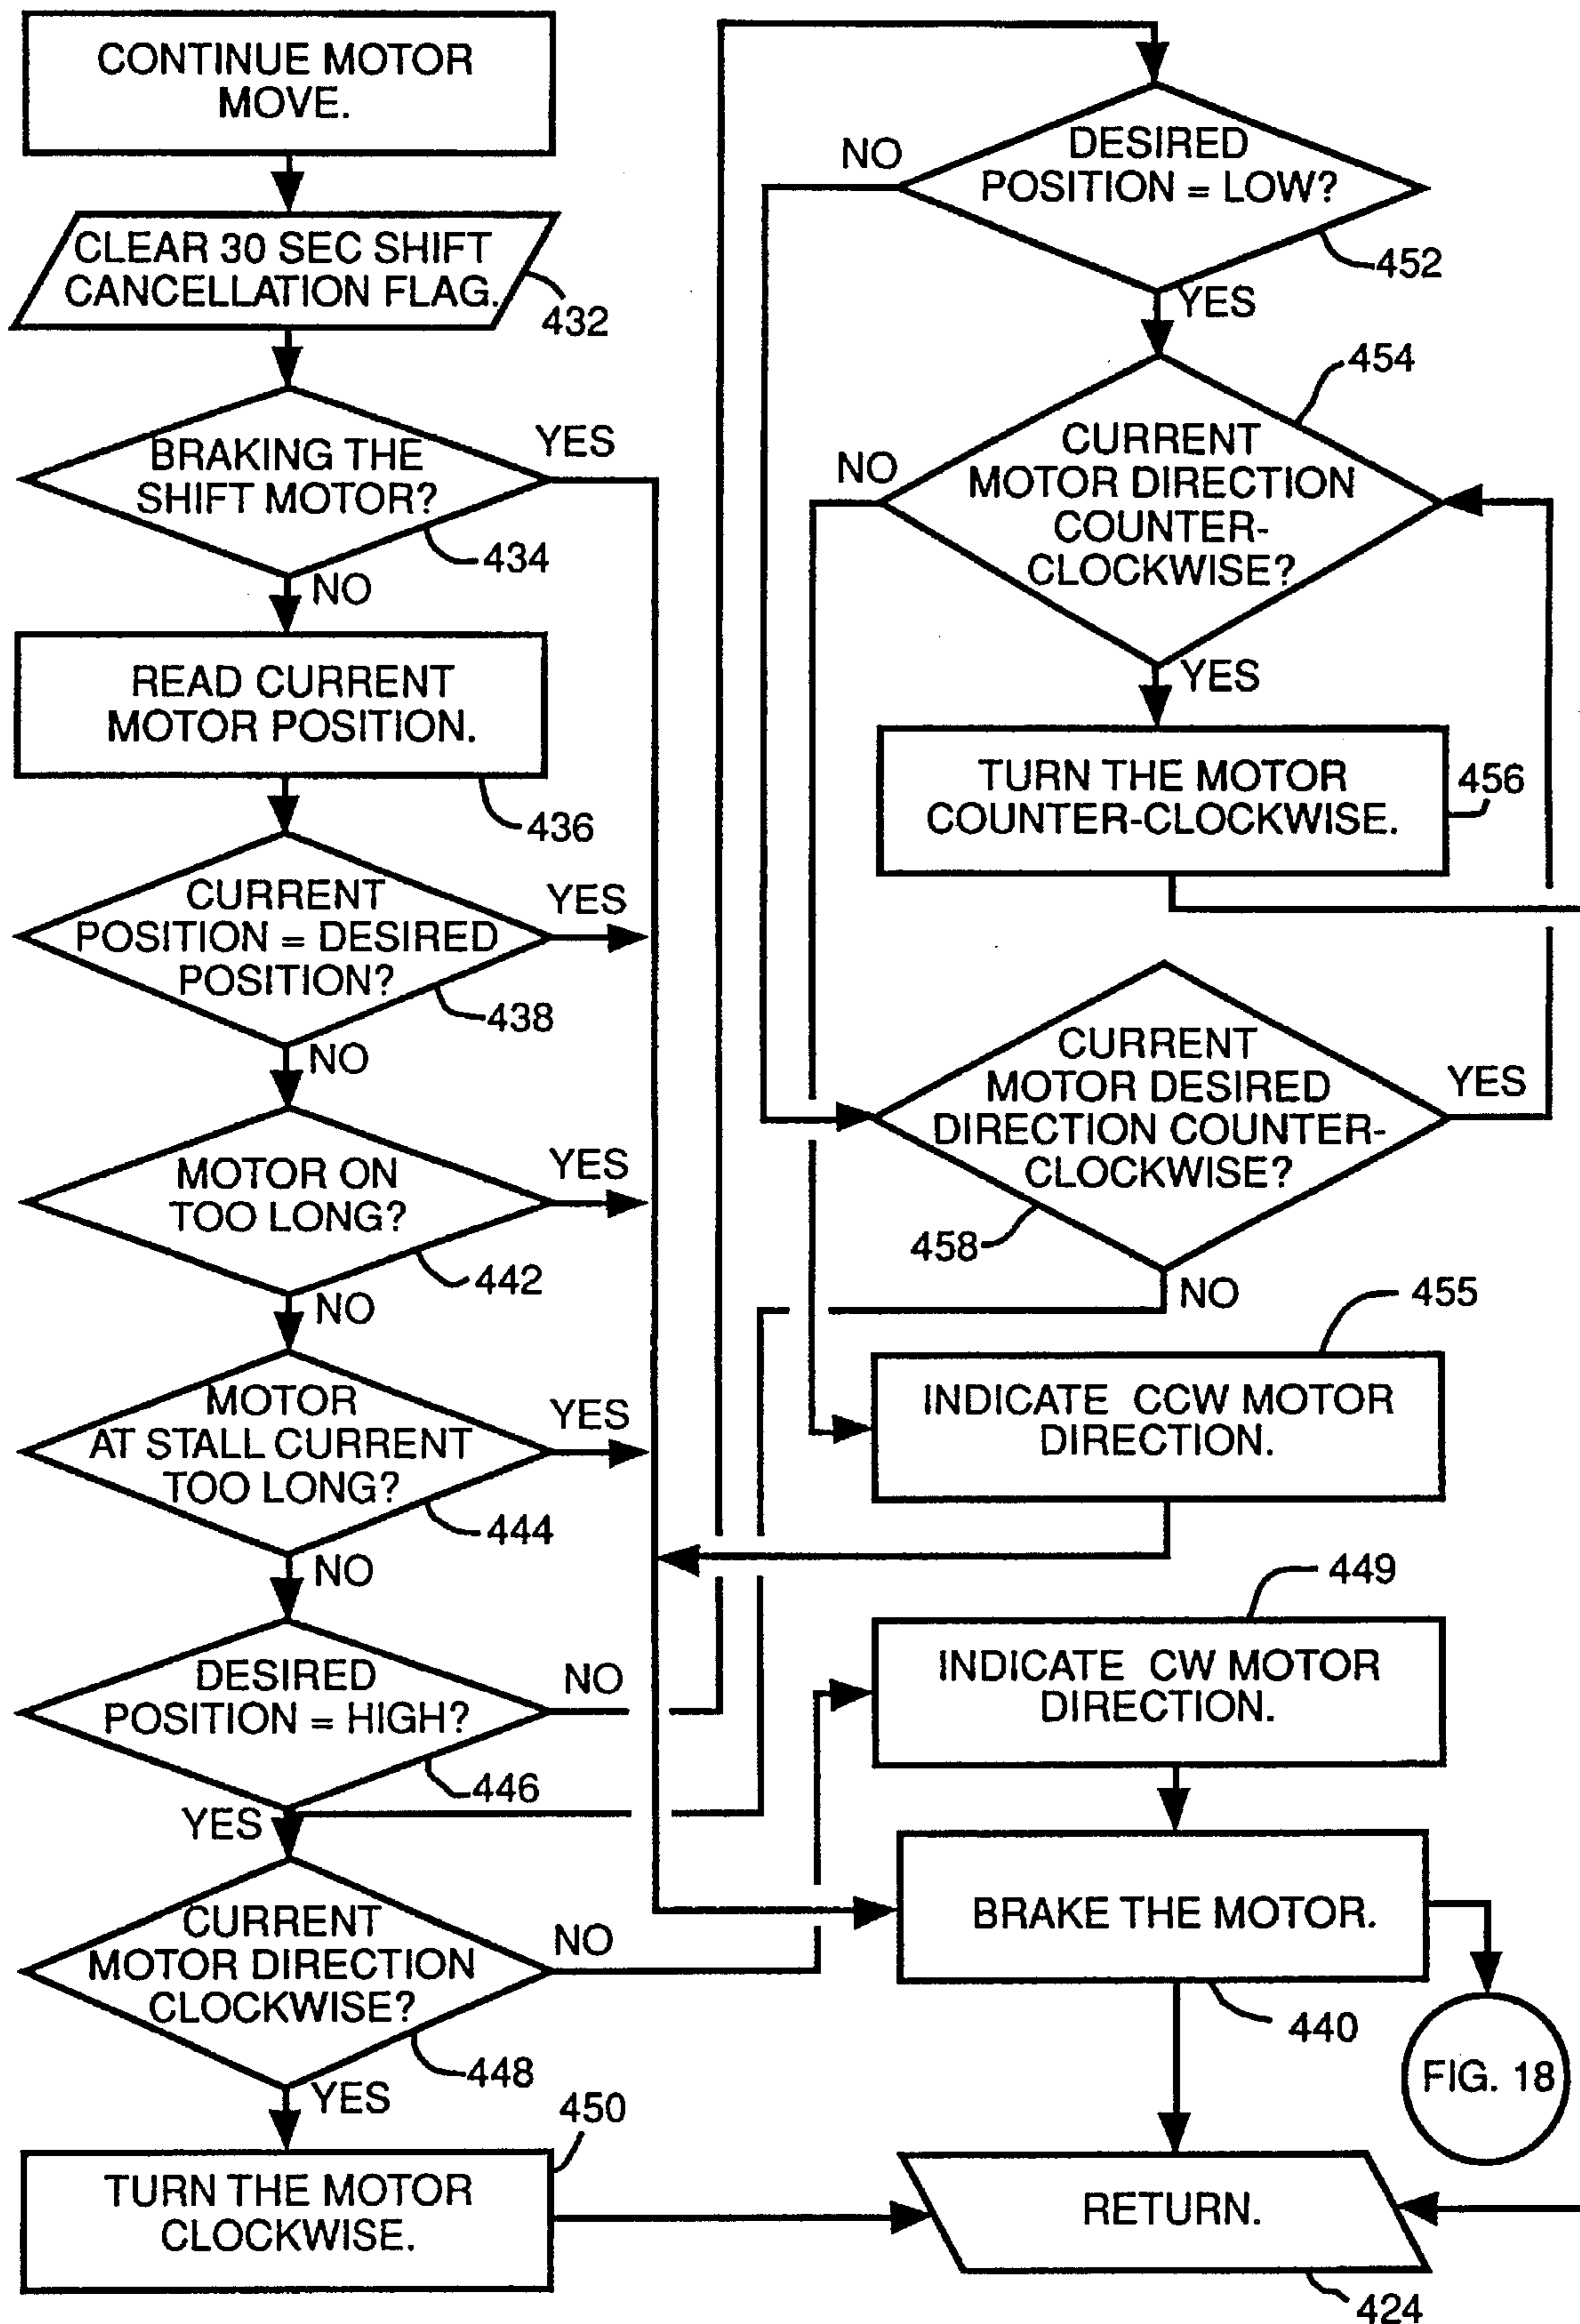 CONTINUE MOTOR
MOVE.
CLEAR 30 SEC SHIFT
CANCELLATION FLAG.
432
BRAKING THE
SHIFT MOTOR?
YES
434
NO
READ CURRENT
MOTOR POSITION.
436
CURRENT
POSITION = DESIRED
POSITION?
YES
438
NO
MOTOR ON
TOO LONG?
YES
442
NO
MOTOR
AT STALL CURRENT
TOO LONG?
YES
444
NO
DESIRED
POSITION = HIGH?
NO
446
YES
CURRENT
MOTOR DIRECTION
CLOCKWISE?
NO
448
YES
450
TURN THE MOTOR
CLOCKWISE.
DESIRED
POSITION = LOW?
NO
452
YES
454
CURRENT
MOTOR DIRECTION
COUNTER-
CLOCKWISE?
NO
YES
TURN THE MOTOR
COUNTER-CLOCKWISE.
456
CURRENT
MOTOR DESIRED
DIRECTION COUNTER-
CLOCKWISE?
YES
458
NO
455
INDICATE CCW MOTOR
DIRECTION.
449
INDICATE CW MOTOR
DIRECTION.
BRAKE THE MOTOR.
440
FIG. 18
RETURN.
424